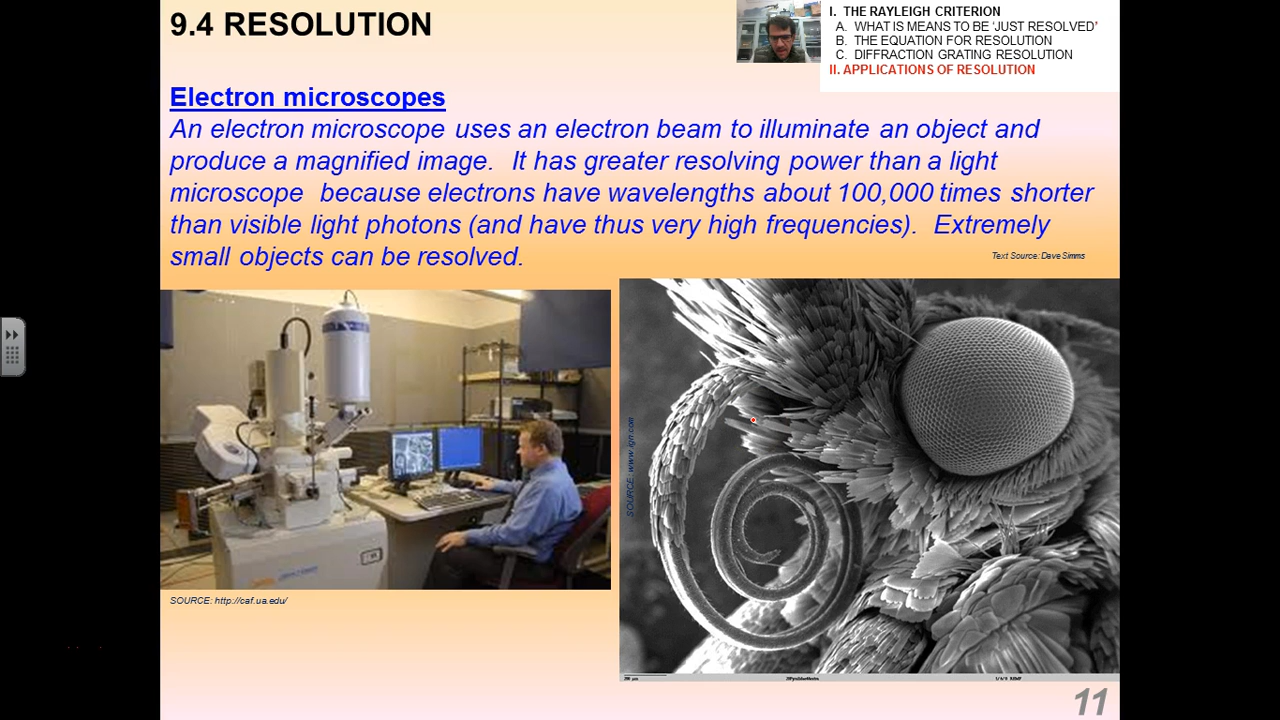 9.4 RESOLUTION
I. THE RAYLEIGH CRITERION
A. WHAT IS MEANS TO BE 'JUST RESOLVED'
B. THE EQUATION FOR RESOLUTION
C. DIFFRACTION GRATING RESOLUTION
II. APPLICATIONS OF RESOLUTION
Electron microscopes
An electron microscope uses an electron beam to illuminate an object and
produce a magnified image. It has greater resolving power than a light
microscope because electrons have wavelengths about 100,000 times shorter
than visible light photons (and have thus very high frequencies). Extremely
small objects can be resolved.
Text Source: Dave Simms
SOURCE: http://caf.ua.edu/
11